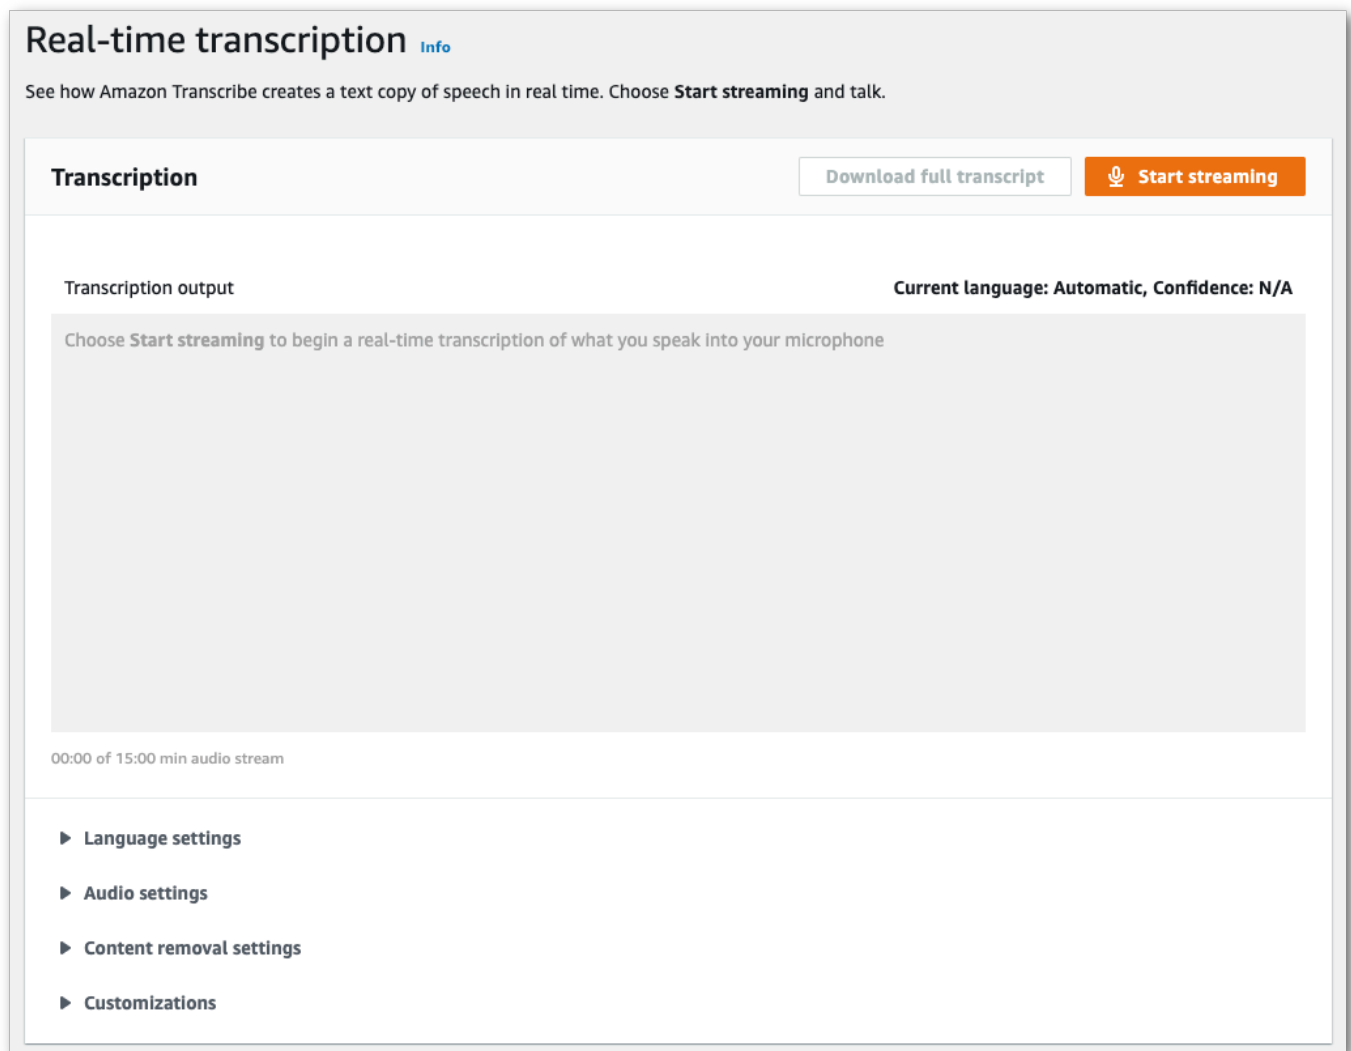 Real-time transcription Info
See how Amazon Transcribe creates a text copy of speech in real time. Choose Start streaming and talk.
Transcription
Download full transcript
Start streaming
Transcription output
Current language: Automatic, Confidence: N/A
Choose Start streaming to begin a real-time transcription of what you speak into your microphone
00:00 of 15:00 min audio stream
Language settings
Audio settings
Content removal settings
Customizations